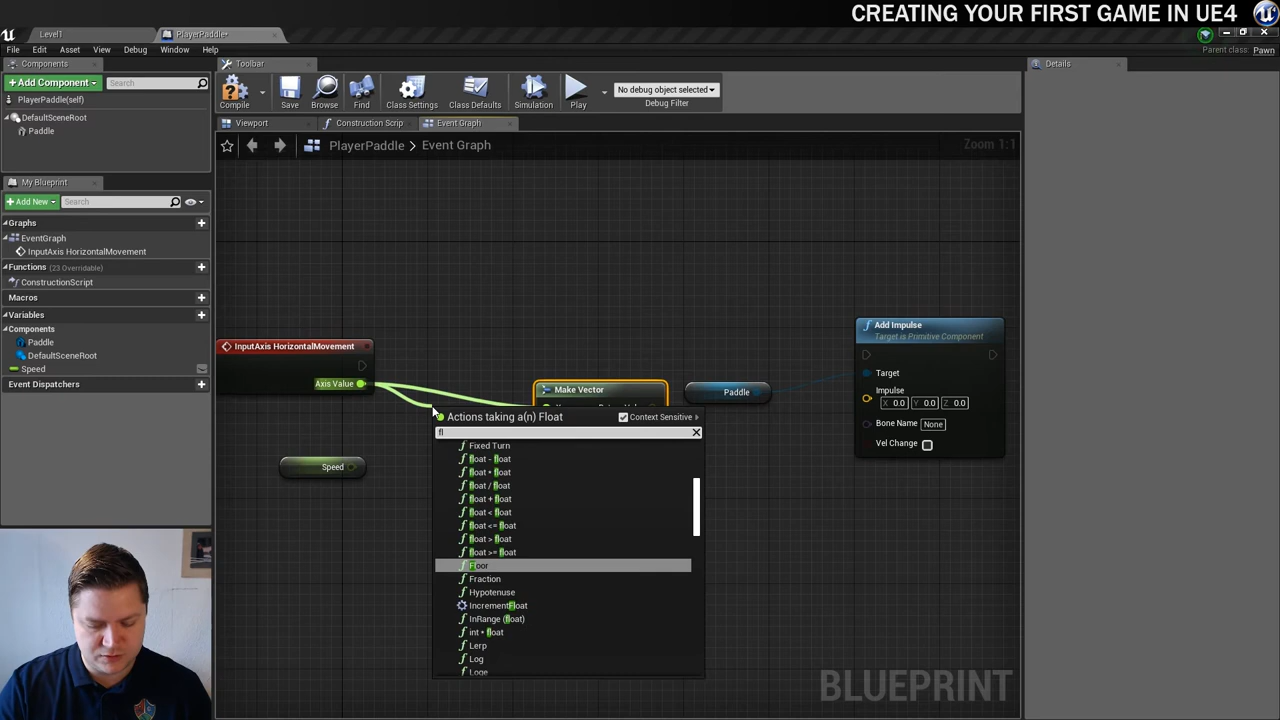 CREATING YOUR FIRST GAME IN UE4
Level1
PlayerPaddle*
File Edit Asset View Debug Window Help
Parent class: Pawn
Components
Toolbar
Details
+Add Component
Search
PlayerPaddle(self)
DefaultSceneRoot
Paddle
Compile
Save
Browse
Find
Class Settings
Class Defaults
Simulation
Play
No debug object selected
Debug Filter
Viewport
Construction Scrip
Event Graph
PlayerPaddle > Event Graph
Zoom 1:1
My Blueprint
+Add New
Search
Graphs
EventGraph
InputAxis HorizontalMovement
Functions (23 Overridable)
ConstructionScript
Macros
Variables
Components
Paddle
DefaultSceneRoot
Speed
Event Dispatchers
InputAxis HorizontalMovement
Axis Value
Speed
Make Vector
Paddle
Add Impulse
Target is Primitive Component
Target
Impulse
X 0.0 Y 0.0 Z 0.0
Bone Name None
Vel Change
Actions taking a(n) Float
Context Sensitive
fl
Fixed Turn
float - float
float * float
float / float
float + float
float < float
float <= float
float > float
float >= float
Floor
Fraction
Hypotenuse
IncrementFloat
InRange (float)
int * float
Lerp
Log
Loge
BLUEPRINT